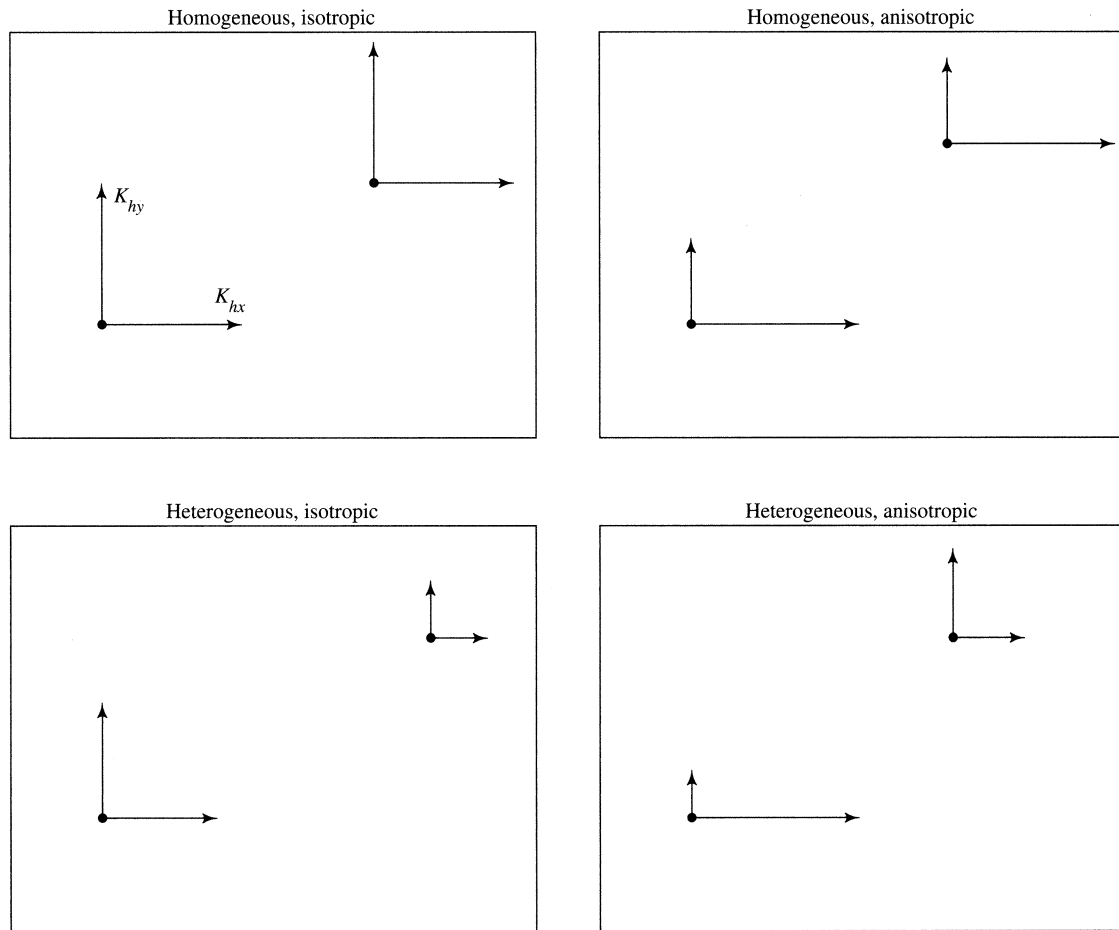 Homogeneous, isotropic
Homogeneous, anisotropic
K_hy
K_hx
Heterogeneous, isotropic
Heterogeneous, anisotropic